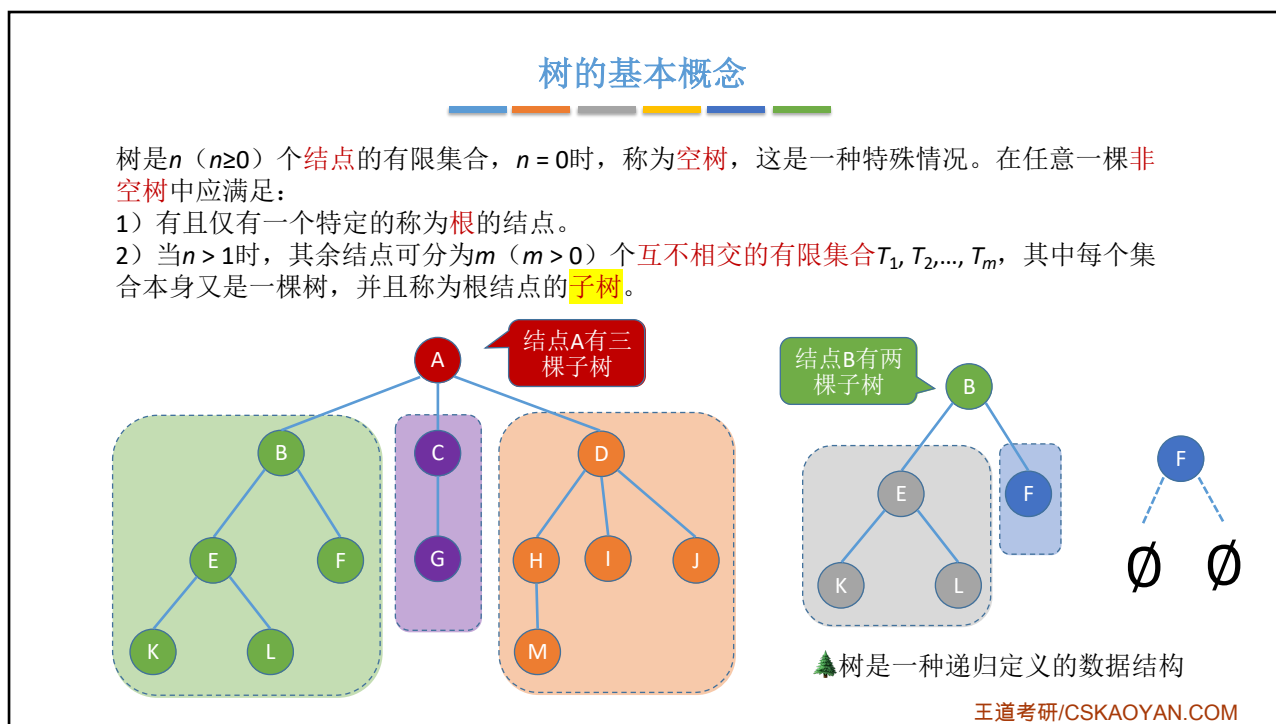 树的基本概念
树是n（n≥0）个结点的有限集合，n = 0时，称为空树，这是一种特殊情况。在任意一棵非
空树中应满足：
1）有且仅有一个特定的称为根的结点。
2）当n > 1时，其余结点可分为m（m > 0）个互不相交的有限集合T1, T2,…, Tm，其中每个集
合本身又是一棵树，并且称为根结点的子树。
结点A有三
棵子树
A
B
C
D
E
F
G
H
I
J
K
L
M
结点B有两
棵子树
B
E
F
K
L
F
Ø Ø
树是一种递归定义的数据结构
王道考研/CSKAOYAN.COM